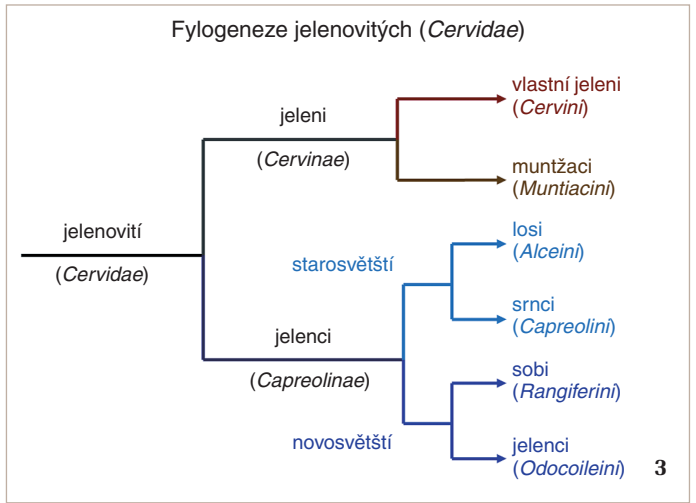 Fylogeneze jelenovitých (Cervidae)
vlastní jeleni
(Cervini)
jeleni
(Cervinae)
muntžaci
(Muntiacini)
jelenovití
(Cervidae)
losi
(Alceini)
starosvětští
srnci
(Capreolini)
jelenci
(Capreolinae)
sobi
(Rangiferini)
novosvětští
jelenci
(Odocoileini)
3